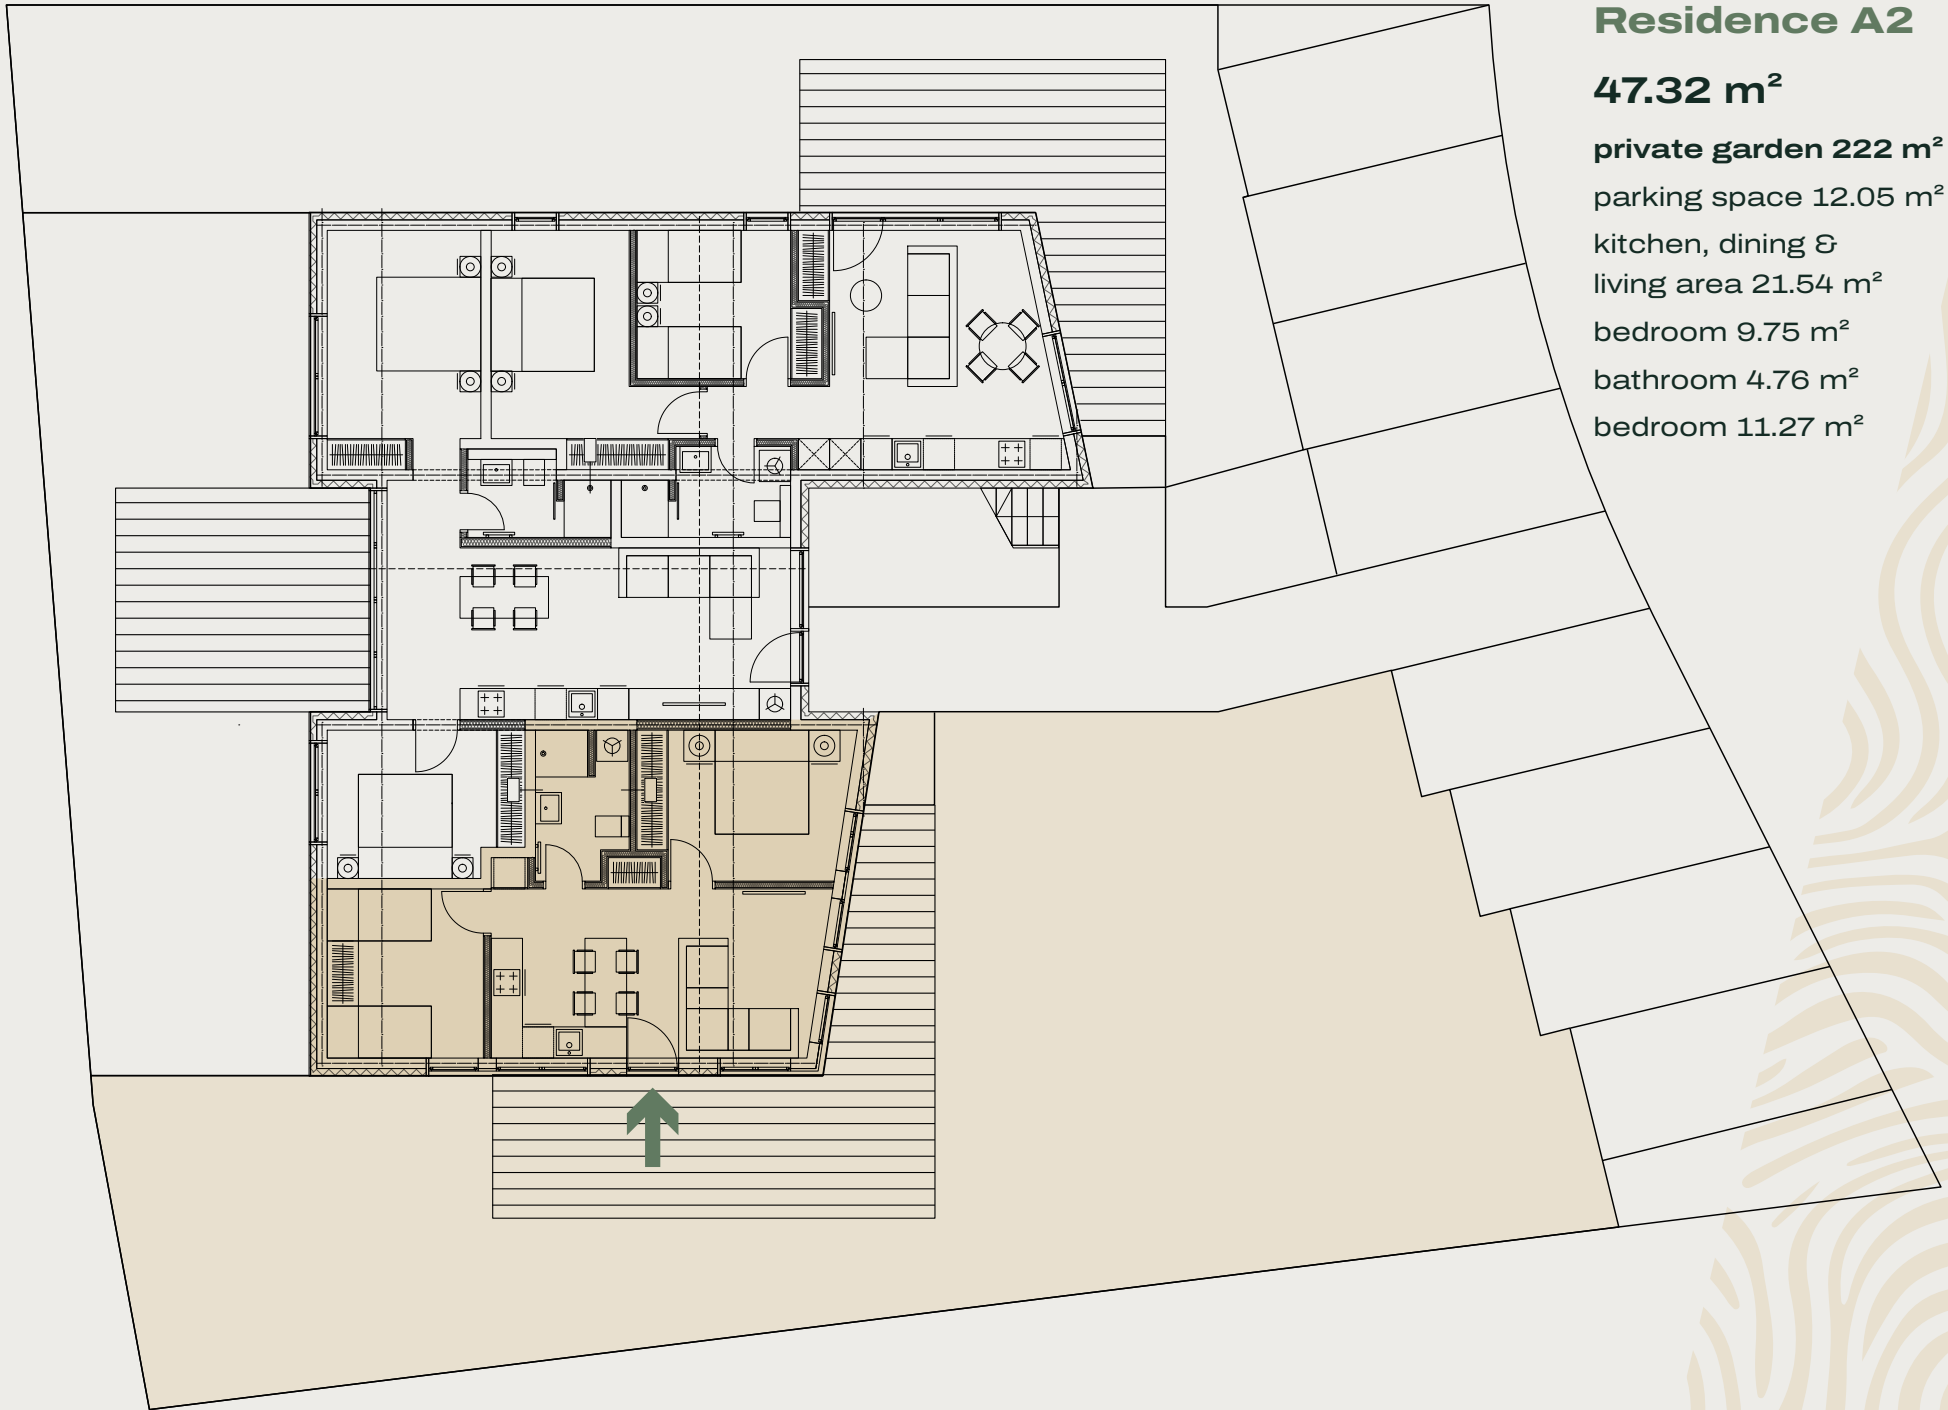 Residence A2
47.32 m²
private garden 222 m²
parking space 12.05 m²
kitchen, dining &
living area 21.54 m²
bedroom 9.75 m²
bathroom 4.76 m²
bedroom 11.27 m²